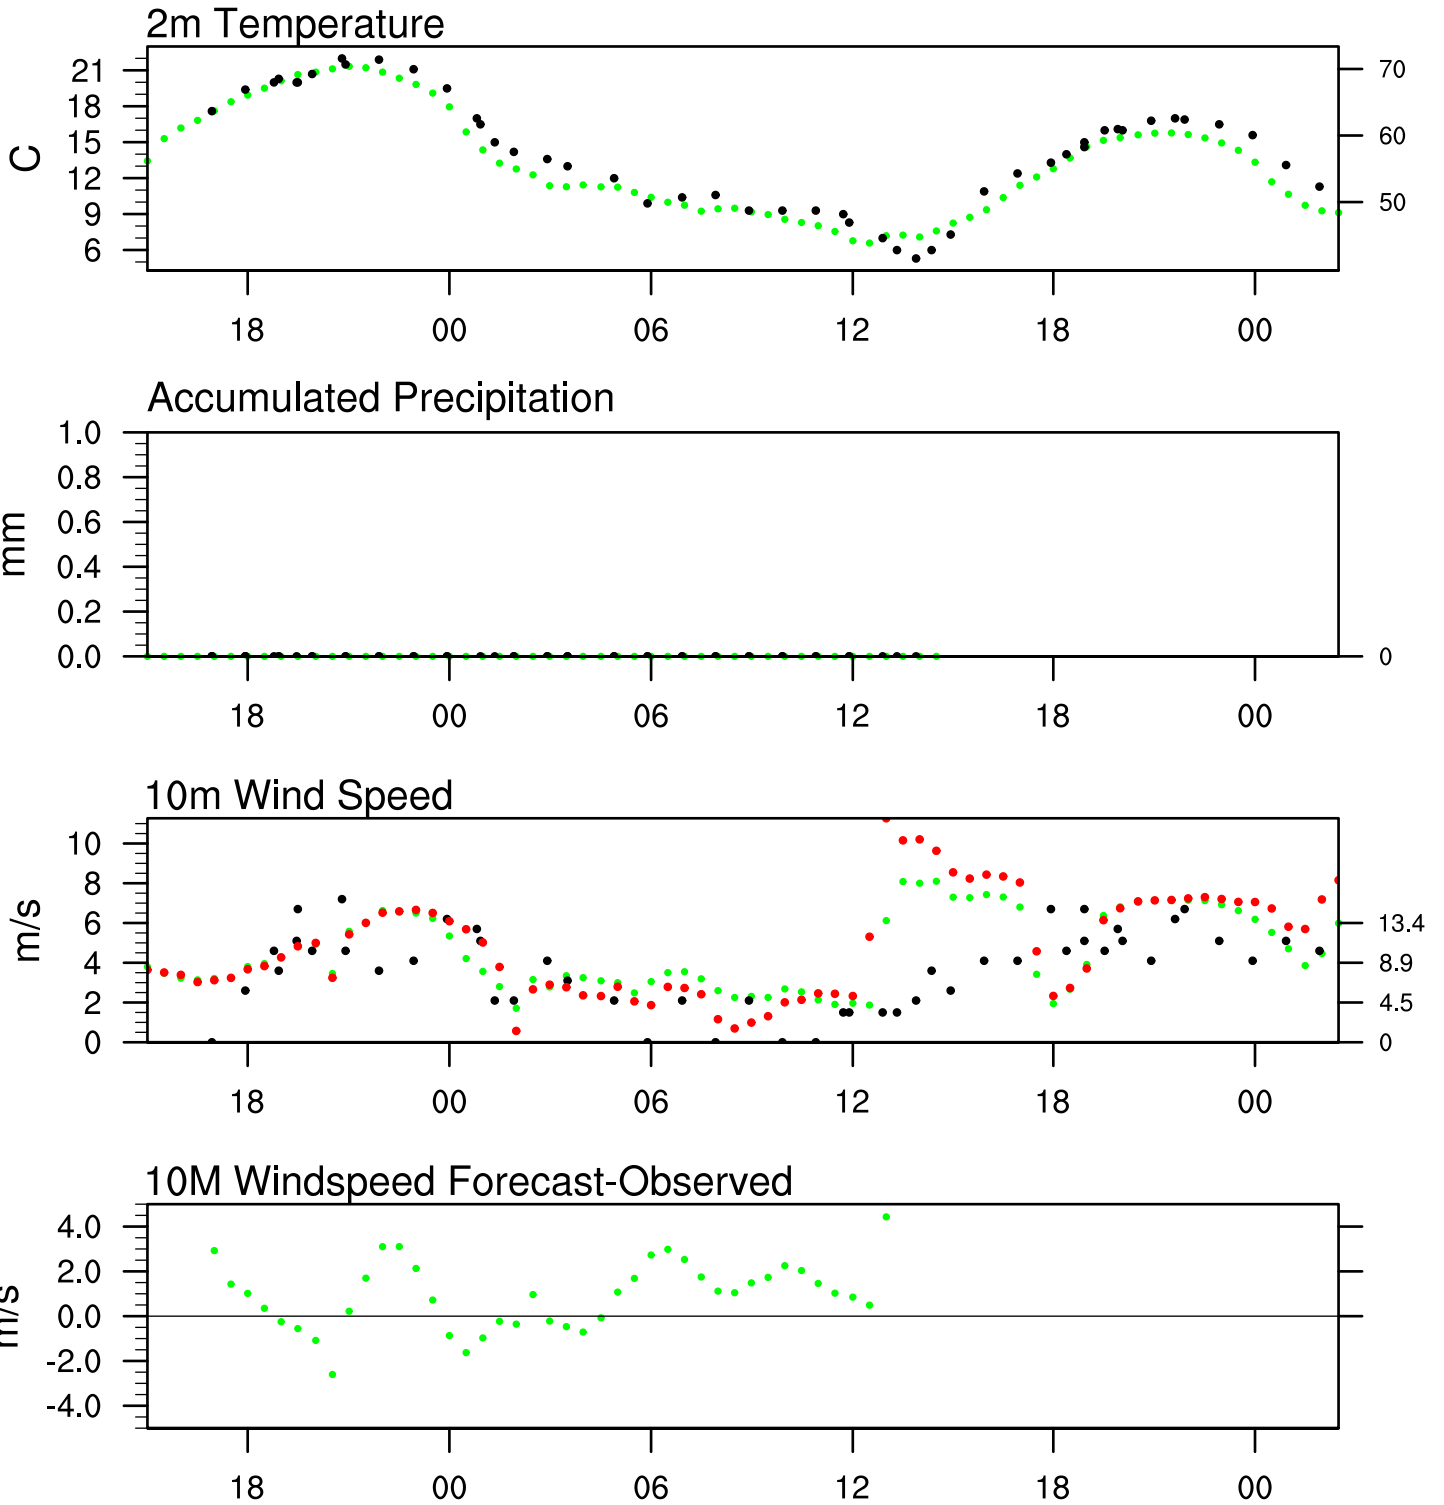 2m Temperature
21
18
15
12
9
6
C
70
60
50
18 00 06 12 18 00
Accumulated Precipitation
1.0
0.8
0.6
0.4
0.2
0.0
mm
0
18 00 06 12 18 00
10m Wind Speed
10
8
6
4
2
0
m/s
13.4
8.9
4.5
0
18 00 06 12 18 00
10M Windspeed Forecast-Observed
4.0
2.0
0.0
-2.0
-4.0
m/s
18 00 06 12 18 00